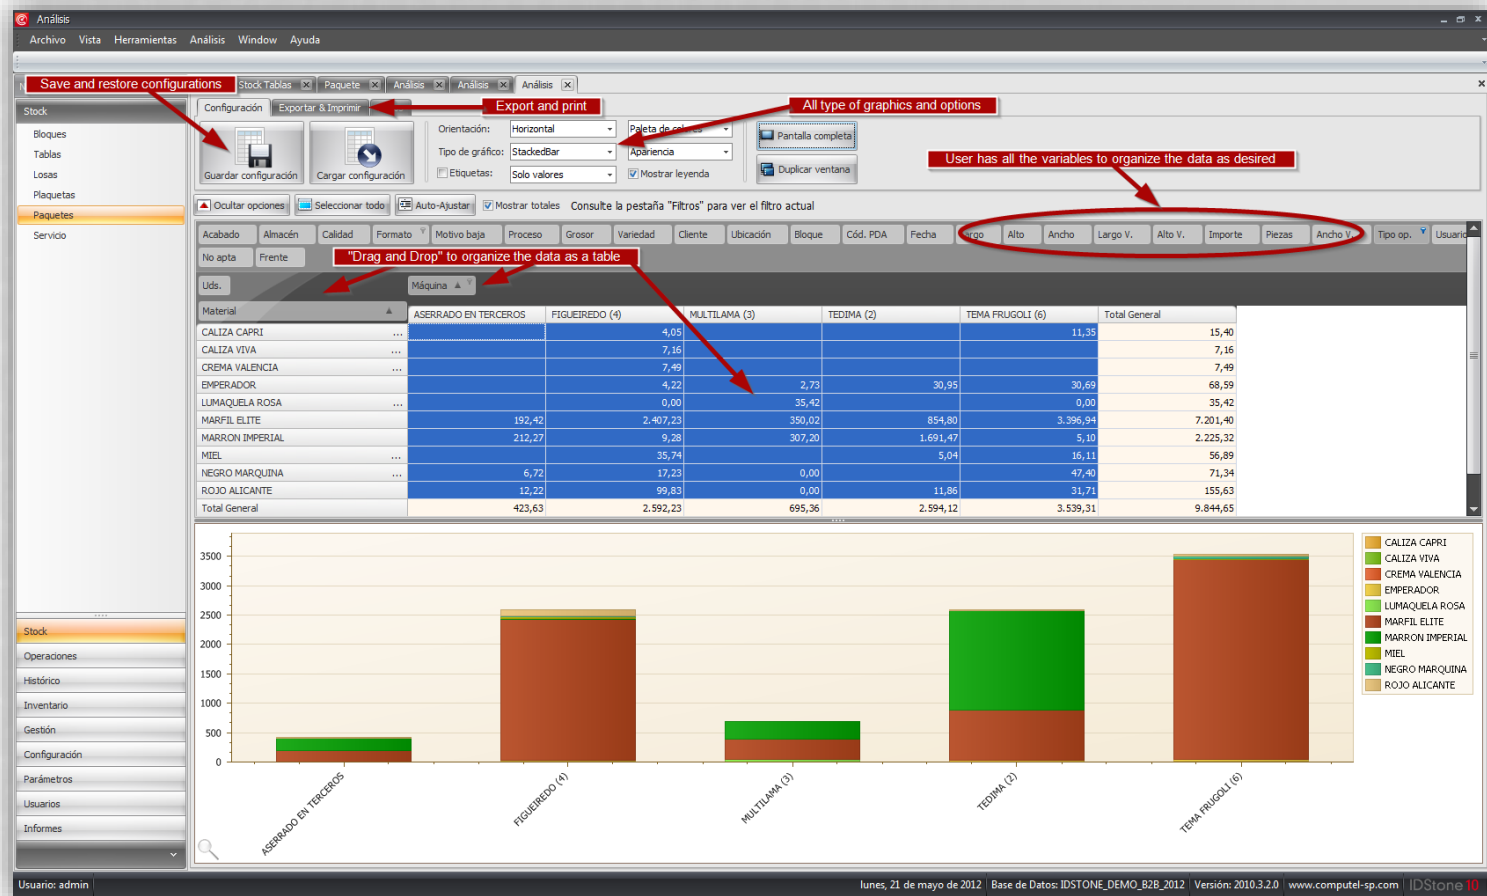 Análisis
Archivo Vista Herramientas Análisis Window Ayuda
Save and restore configurations
Stock Tablas Paquete Análisis Análisis Análisis
Stock
Bloques
Tablas
Losas
Plaquetas
Paquetes
Servicio
Configuración Exportar & Imprimir
Export and print
All type of graphics and options
Guardar configuración Cargar configuración
Orientación: Horizontal Paleta de colores
Tipo de gráfico: StackedBar Apariencia
Etiquetas: Solo valores Mostrar leyenda
Pantalla completa
Duplicar ventana
User has all the variables to organize the data as desired
Ocultar opciones Seleccionar todo Auto-Ajustar Mostrar totales Consulte la pestaña "Filtros" para ver el filtro actual
Acabado Almacén Calidad Formato Motivo baja Proceso Grosor Variedad Cliente Ubicación Bloque Cód. PDA Fecha Largo Alto Ancho Largo V. Alto V. Importe Piezas Ancho V. Tipo op. Usuario
No apta Frente
"Drag and Drop" to organize the data as a table
Uds. Máquina
Material ASERRADO EN TERCEROS FIGUEIREDO (4) MULTILAMA (3) TEDIMA (2) TEMA FRUGOLI (6) Total General
CALIZA CAPRI ... 4,05 11,35 15,40
CALIZA VIVA ... 7,16 7,16
CREMA VALENCIA ... 7,49 7,49
EMPERADOR 4,22 2,73 30,95 30,69 68,59
LUMAQUELA ROSA ... 0,00 35,42 0,00 35,42
MARFIL ELITE 192,42 2.407,23 350,02 854,80 3.396,94 7.201,40
MARRON IMPERIAL 212,27 9,28 307,20 1.691,47 5,10 2.225,32
MIEL ... 35,74 5,04 16,11 56,89
NEGRO MARQUINA ... 6,72 17,23 0,00 47,40 71,34
ROJO ALICANTE 12,22 99,83 0,00 11,86 31,71 155,63
Total General 423,63 2.592,23 695,36 2.594,12 3.539,31 9.844,65
3500
3000
2500
2000
1500
1000
500
0
ASERRADO EN TERCEROS
FIGUEIREDO (4)
MULTILAMA (3)
TEDIMA (2)
TEMA FRUGOLI (6)
CALIZA CAPRI
CALIZA VIVA
CREMA VALENCIA
EMPERADOR
LUMAQUELA ROSA
MARFIL ELITE
MARRON IMPERIAL
MIEL
NEGRO MARQUINA
ROJO ALICANTE
Stock
Operaciones
Histórico
Inventario
Gestión
Configuración
Parámetros
Usuarios
Informes
Usuario: admin
lunes, 21 de mayo de 2012 Base de Datos: IDSTONE_DEMO_B2B_2012 Versión: 2010.3.2.0 www.computel-sp.com IDStone 10